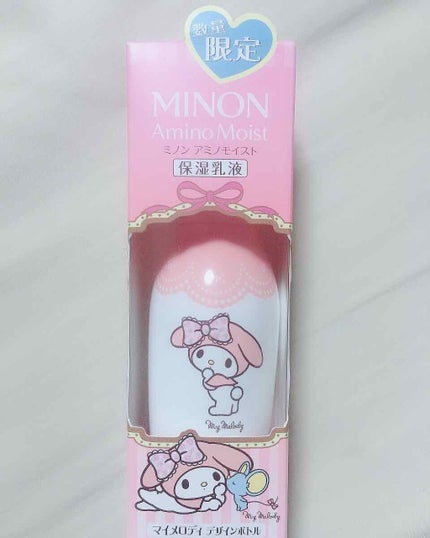 数量
限定
MINON
Amino Moist
ミノン アミノモイスト
保湿乳液
My Melody
My Melody
マイメロディ デザインボトル